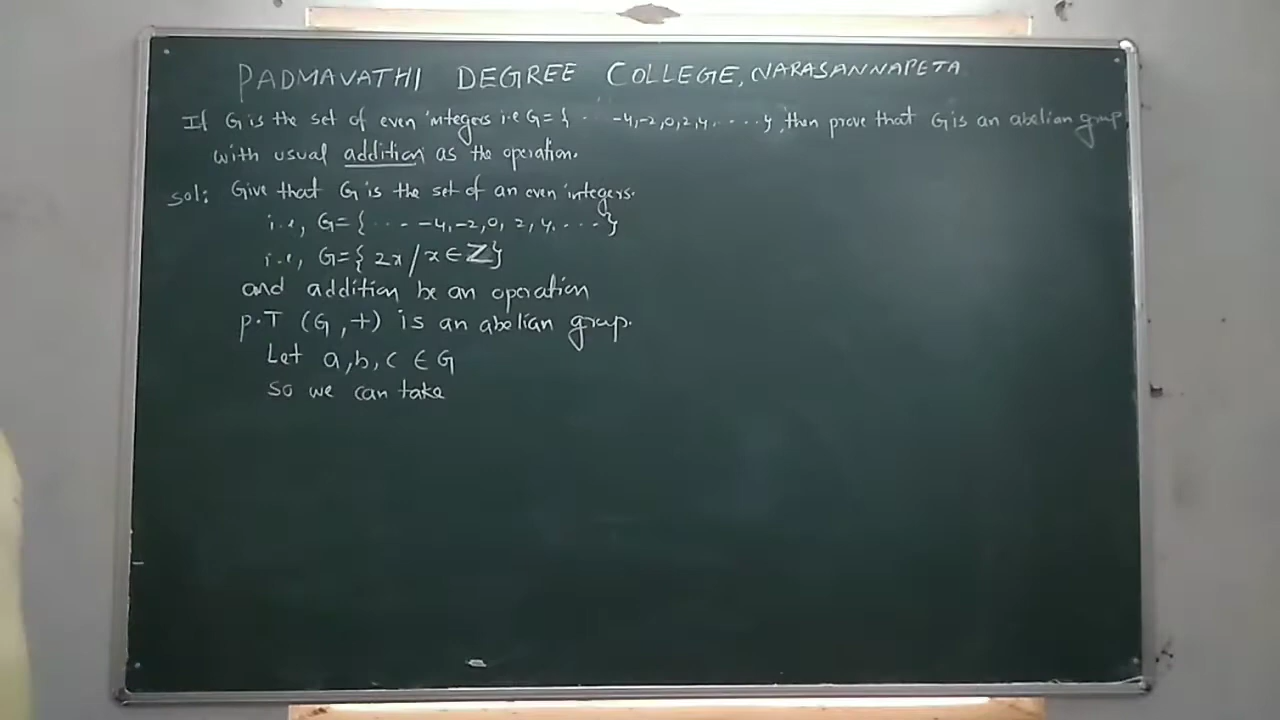 PADMAVATHI DEGREE COLLEGE, NARASANNAPETA
If G is the set of even integers i.e G = { . . -4,-2,0,2,4, . . . . }, then prove that G is an abelian group
with usual addition as the operation.
Sol: Give that G is the set of an even integers.
i.e, G = { . . . -4,-2,0, 2, 4, . . . . }
i.e, G = { 2x / x ∈ Z }
and addition be an operation
P.T (G,+) is an abelian group.
Let a,b,c ∈ G
So we can take